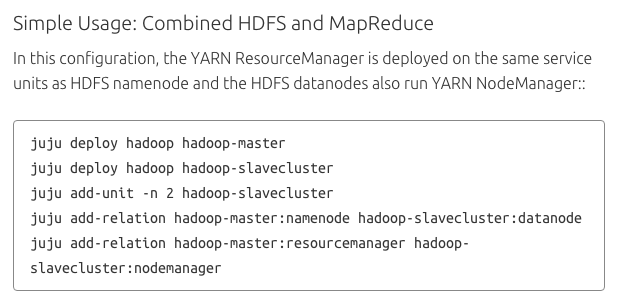 Simple Usage: Combined HDFS and MapReduce
In this configuration, the YARN ResourceManager is deployed on the same service
units as HDFS namenode and the HDFS datanodes also run YARN NodeManager::
juju deploy hadoop hadoop-master
juju deploy hadoop hadoop-slavecluster
juju add-unit -n 2 hadoop-slavecluster
juju add-relation hadoop-master:namenode hadoop-slavecluster:datanode
juju add-relation hadoop-master:resourcemanager hadoop-
slavecluster:nodemanager